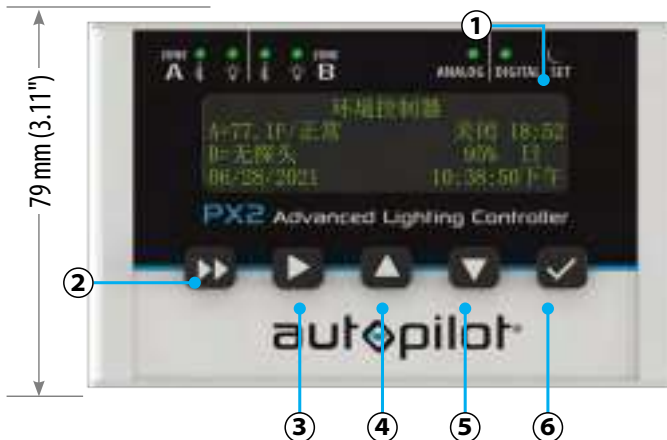 ①
ZONE A ZONE B
ANALOG DIGITAL SET
环境控制器
A=77.1F/正常 关闭 18:52
B=无探头 95% 日
06/28/2021 10:38:50下午
PX2 Advanced Lighting Controller
②
autopilot
③ ④ ⑤ ⑥
79 mm (3.11")